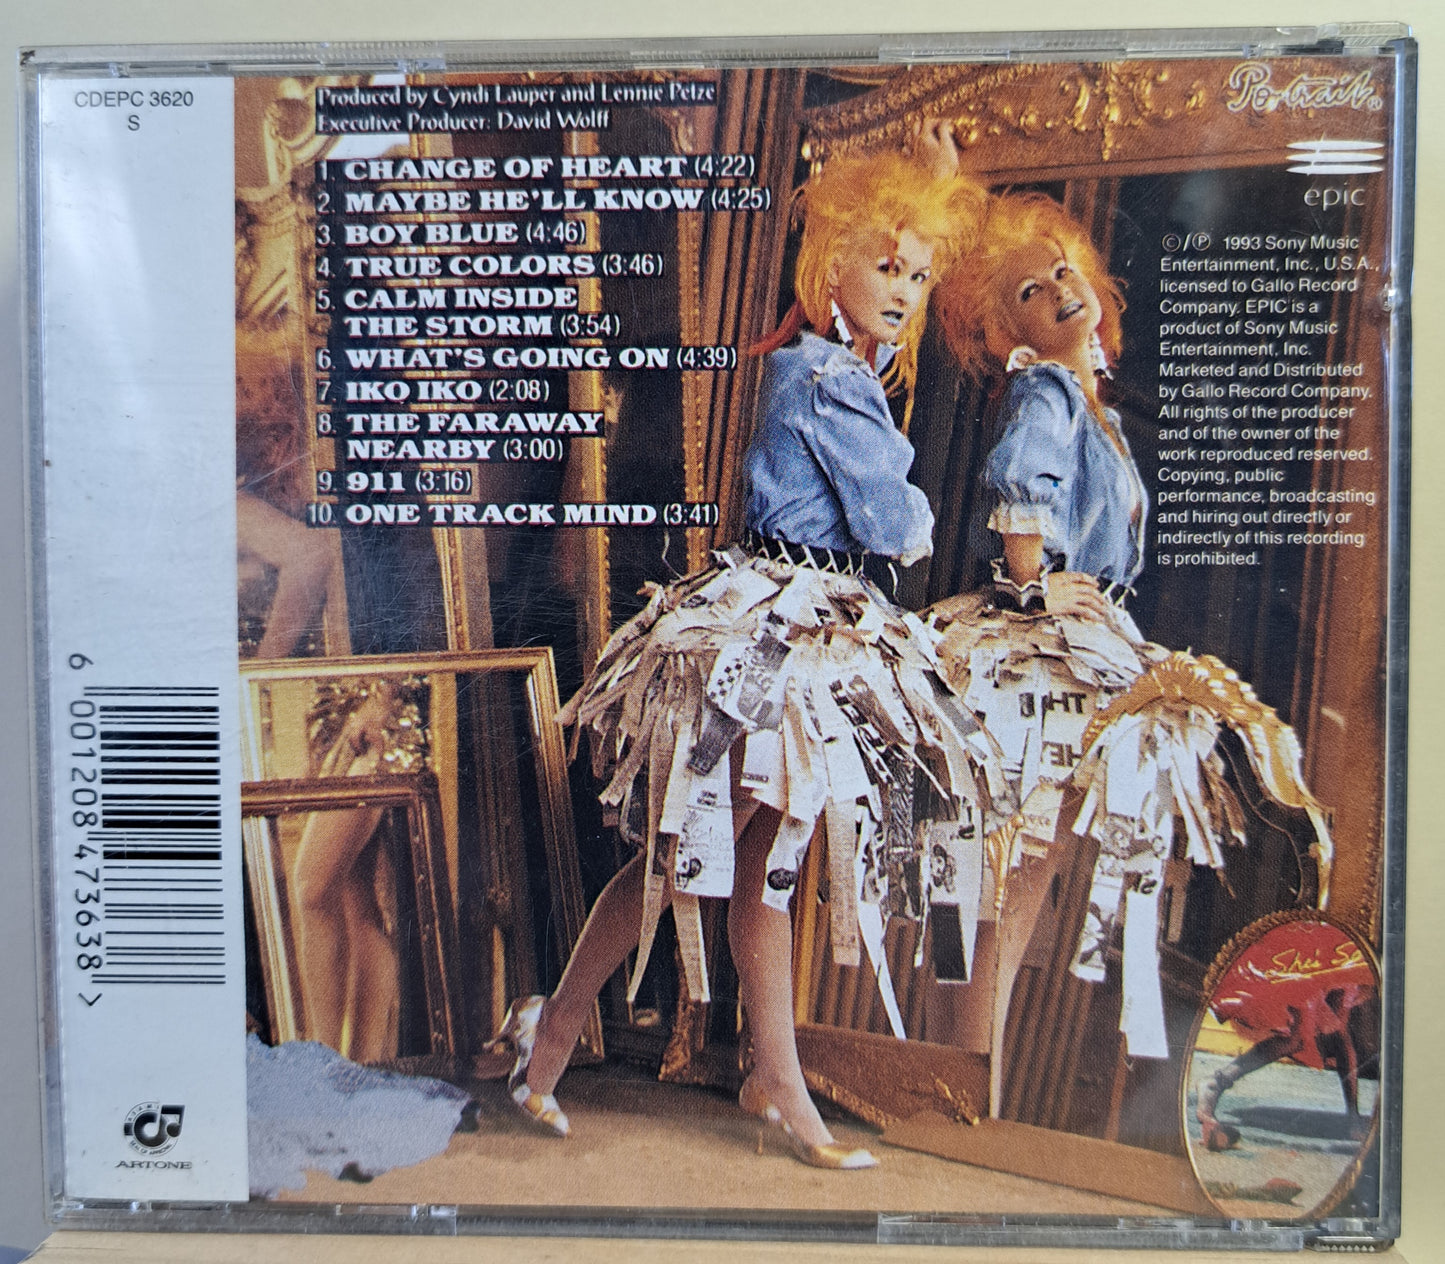 CDEPC 3620
S
Produced by Cyndi Lauper and Lennie Petze
Executive Producer: David Wolff
1. CHANGE OF HEART (4:22)
2. MAYBE HE'LL KNOW (4:25)
3. BOY BLUE (4:46)
4. TRUE COLORS (3:46)
5. CALM INSIDE
THE STORM (3:54)
6. WHAT'S GOING ON (4:39)
7. IKO IKO (2:08)
8. THE FARAWAY
NEARBY (3:00)
9. 911 (3:16)
10. ONE TRACK MIND (3:41)
Portrait®
epic
©/℗ 1993 Sony Music
Entertainment, Inc., U.S.A.,
licensed to Gallo Record
Company. EPIC is a
product of Sony Music
Entertainment, Inc.
Marketed and Distributed
by Gallo Record Company.
All rights of the producer
and of the owner of the
work reproduced reserved.
Copying, public
performance, broadcasting
and hiring out directly or
indirectly of this recording
is prohibited.
She's So
6 001208 473638 >
ARTONE